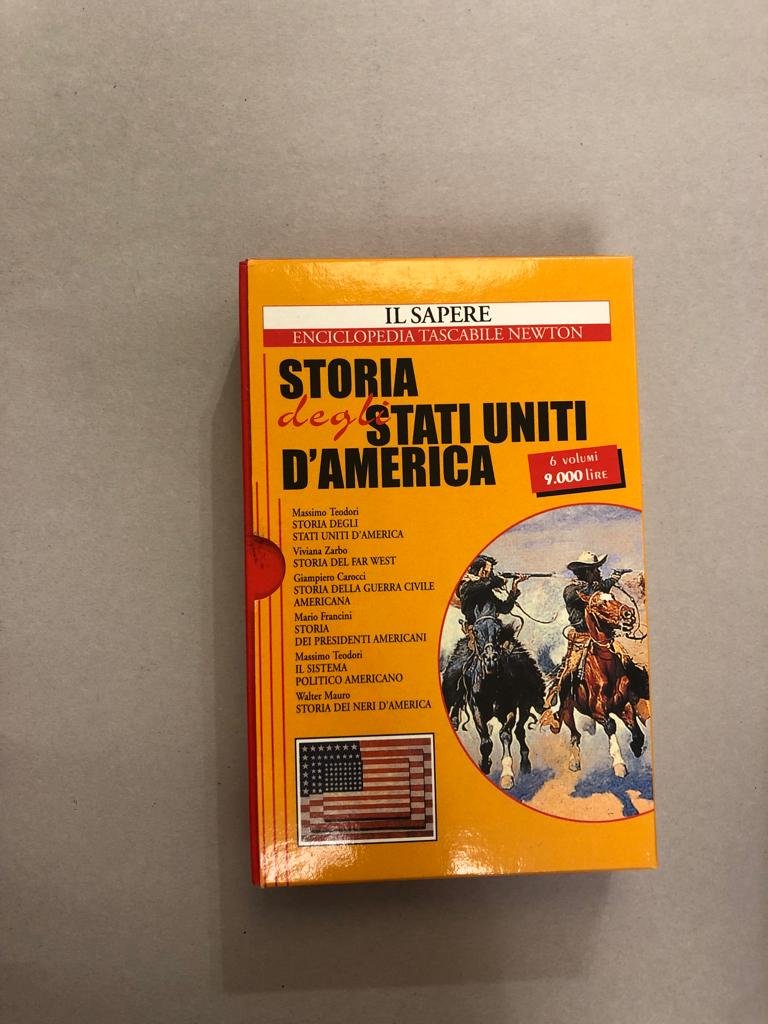 IL SAPERE
ENCICLOPEDIA TASCABILE NEWTON
STORIA
degli STATI UNITI
D'AMERICA
6 volumi
9.000 lire
Massimo Teodori
STORIA DEGLI
STATI UNITI D'AMERICA
Viviana Zarbo
STORIA DEL FAR WEST
Giampiero Carocci
STORIA DELLA GUERRA CIVILE
AMERICANA
Mario Francini
STORIA
DEI PRESIDENTI AMERICANI
Massimo Teodori
IL SISTEMA
POLITICO AMERICANO
Walter Mauro
STORIA DEI NERI D'AMERICA